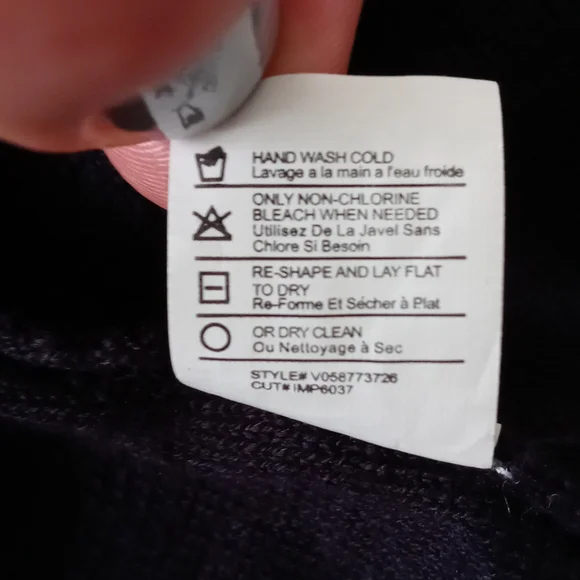 HAND WASH COLD
Lavage a la main a l'eau froide
ONLY NON-CHLORINE
BLEACH WHEN NEEDED
Utilisez De La Javel Sans
Chlore Si Besoin
RE-SHAPE AND LAY FLAT
TO DRY
Re-Forme Et Sécher à Plat
OR DRY CLEAN
Ou Nettoyage à Sec
STYLE# V058773726
CUT# IMP6037